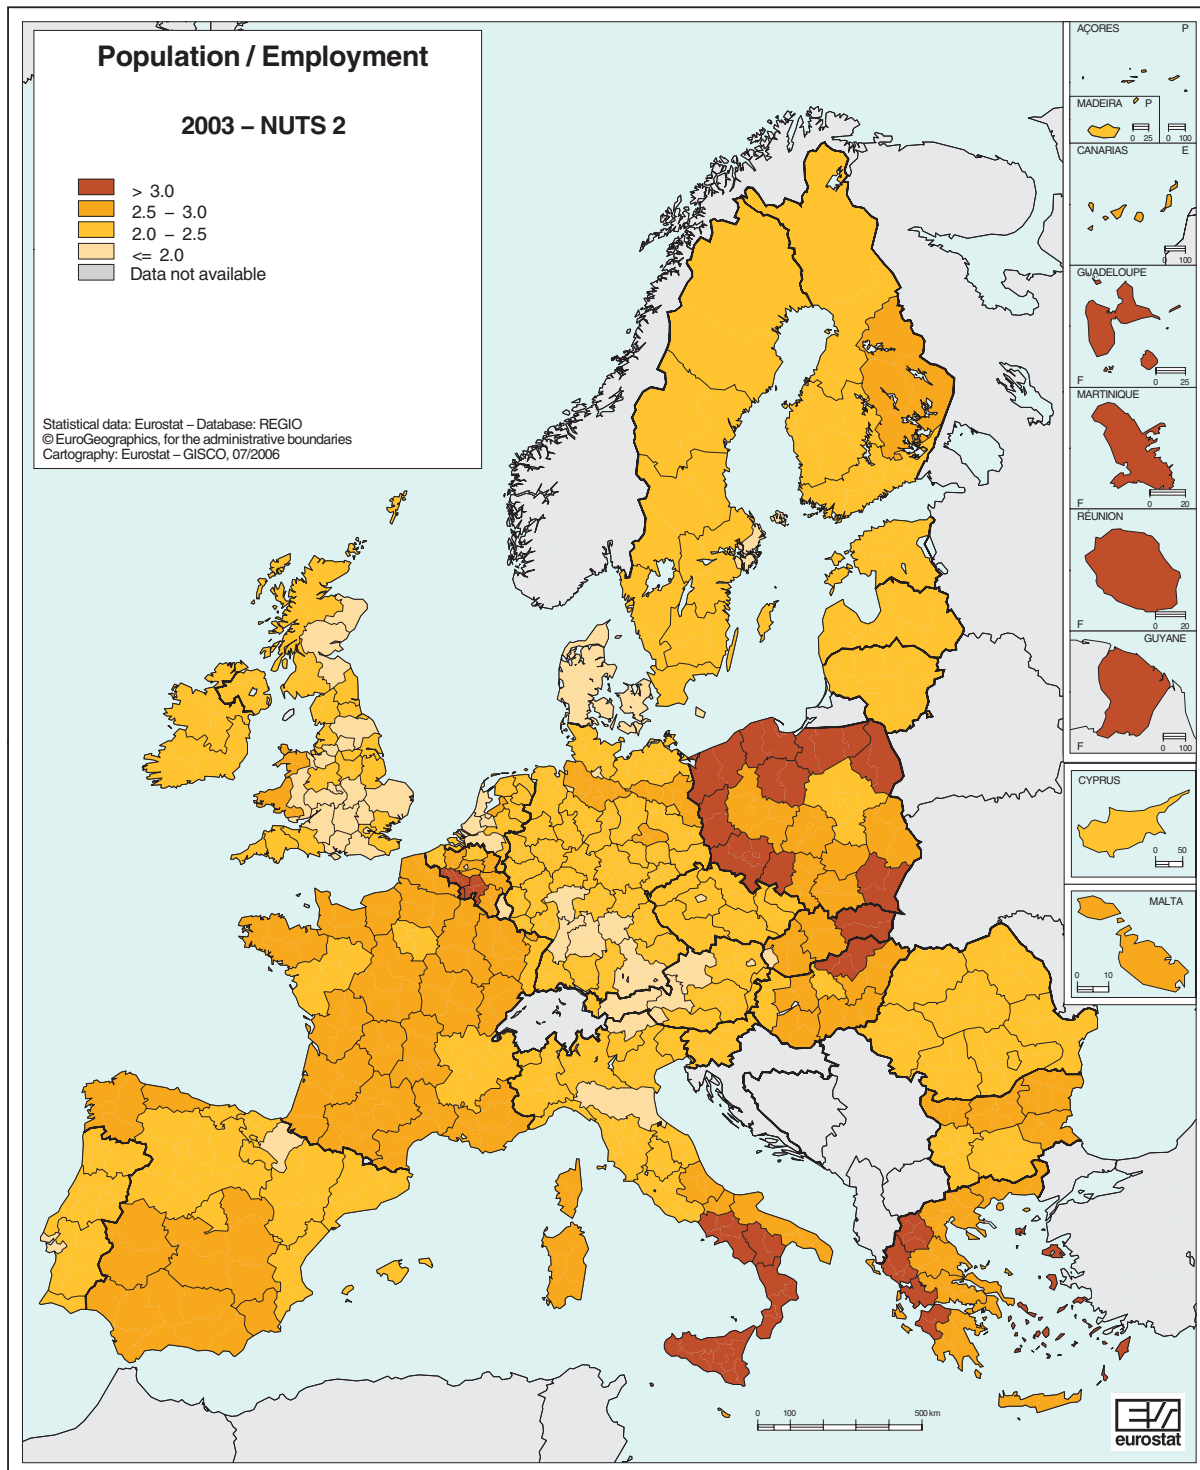 Population / Employment
2003 – NUTS 2
> 3.0
2.5 – 3.0
2.0 – 2.5
<= 2.0
Data not available
Statistical data: Eurostat – Database: REGIO
© EuroGeographics, for the administrative boundaries
Cartography: Eurostat – GISCO, 07/2006
AÇORES P
MADEIRA P
0 25
0 100
CANARIAS E
0 100
GUADELOUPE
F
0 25
MARTINIQUE
F
0 20
RÉUNION
F
0 20
GUYANE
F
0 100
CYPRUS
0 50
MALTA
0 10
0 100 500 km
eurostat